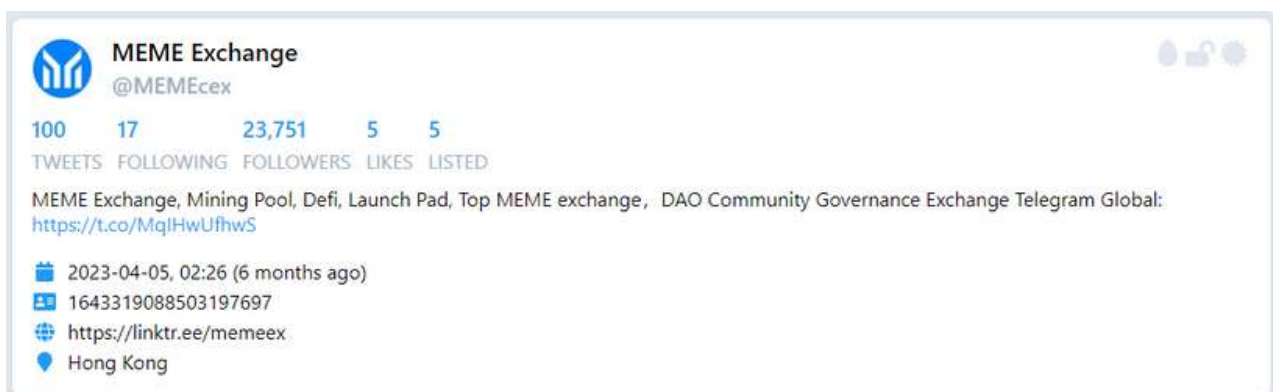 MEME Exchange
@MEMEcex
100 17 23,751 5 5
TWEETS FOLLOWING FOLLOWERS LIKES LISTED
MEME Exchange, Mining Pool, Defi, Launch Pad, Top MEME exchange，DAO Community Governance Exchange Telegram Global:
https://t.co/MqIHwUfhwS
2023-04-05, 02:26 (6 months ago)
1643319088503197697
https://linktr.ee/memeex
Hong Kong